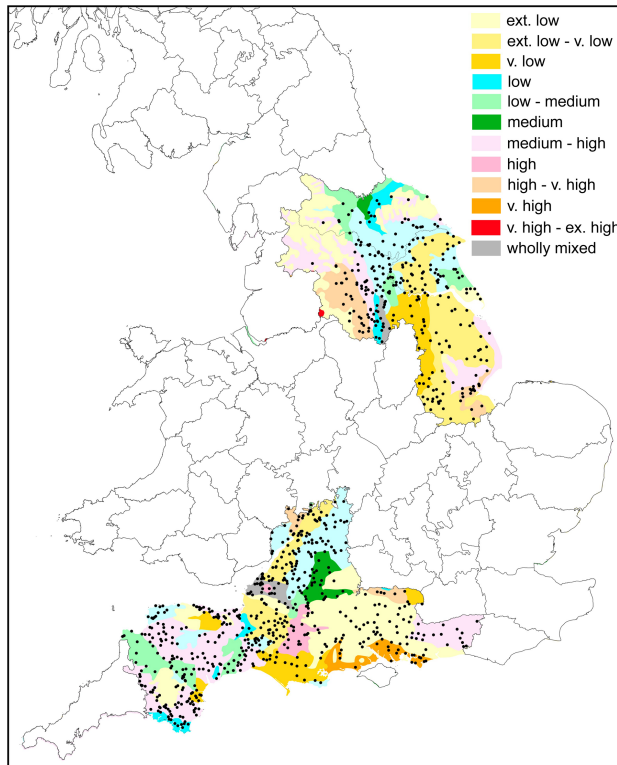 ext. low
ext. low - v. low
v. low
low
low - medium
medium
medium - high
high
high - v. high
v. high
v. high - ex. high
wholly mixed